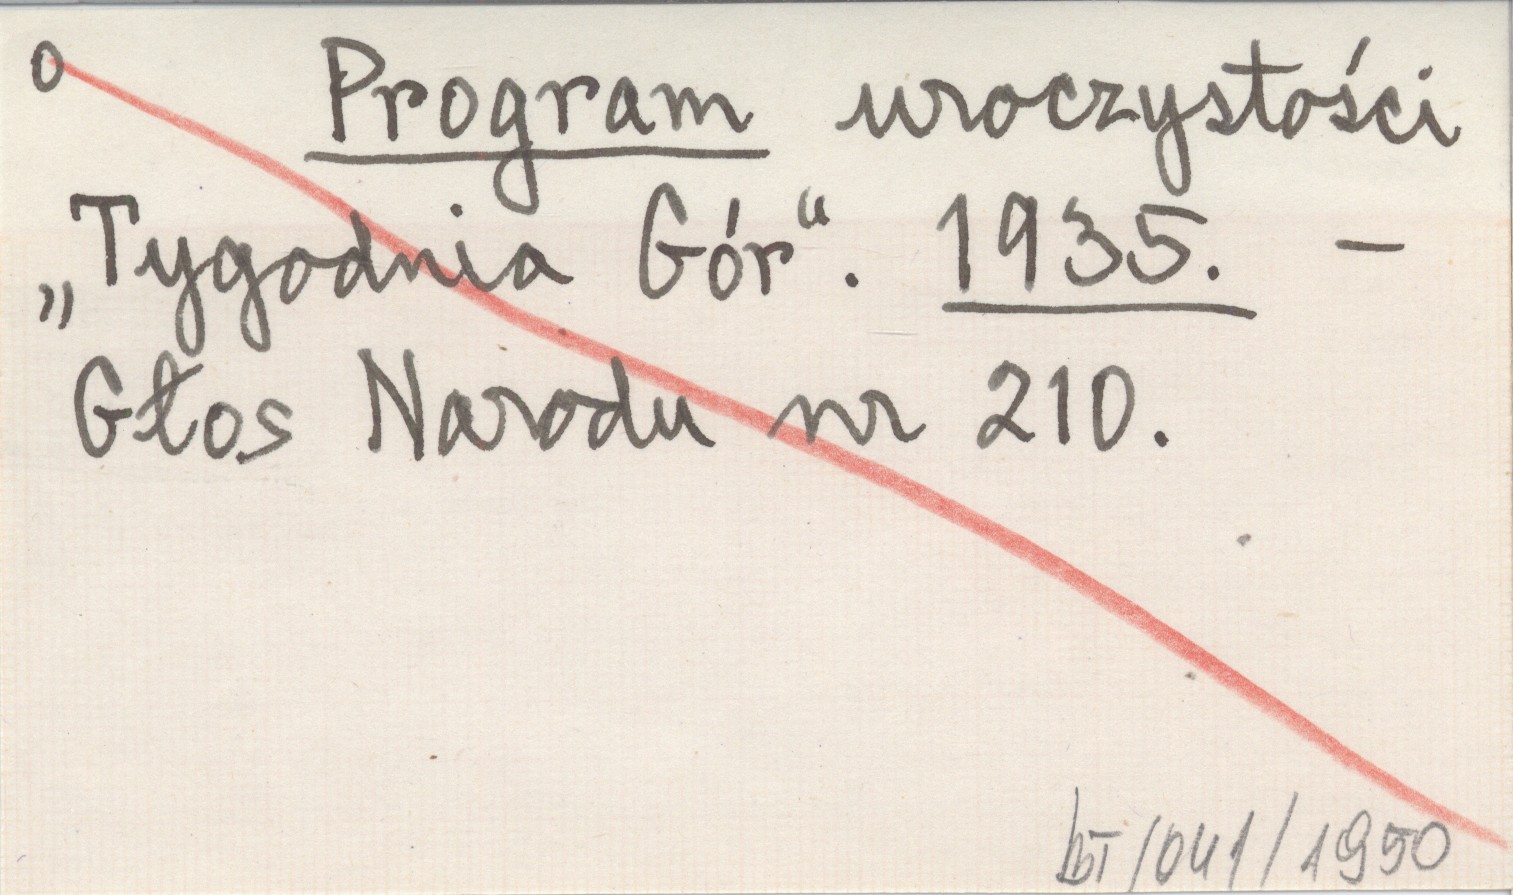 o Program uroczystości
„Tygodnia Gór“. 1935. –
Głos Narodu nr 210.
bT/041/1950